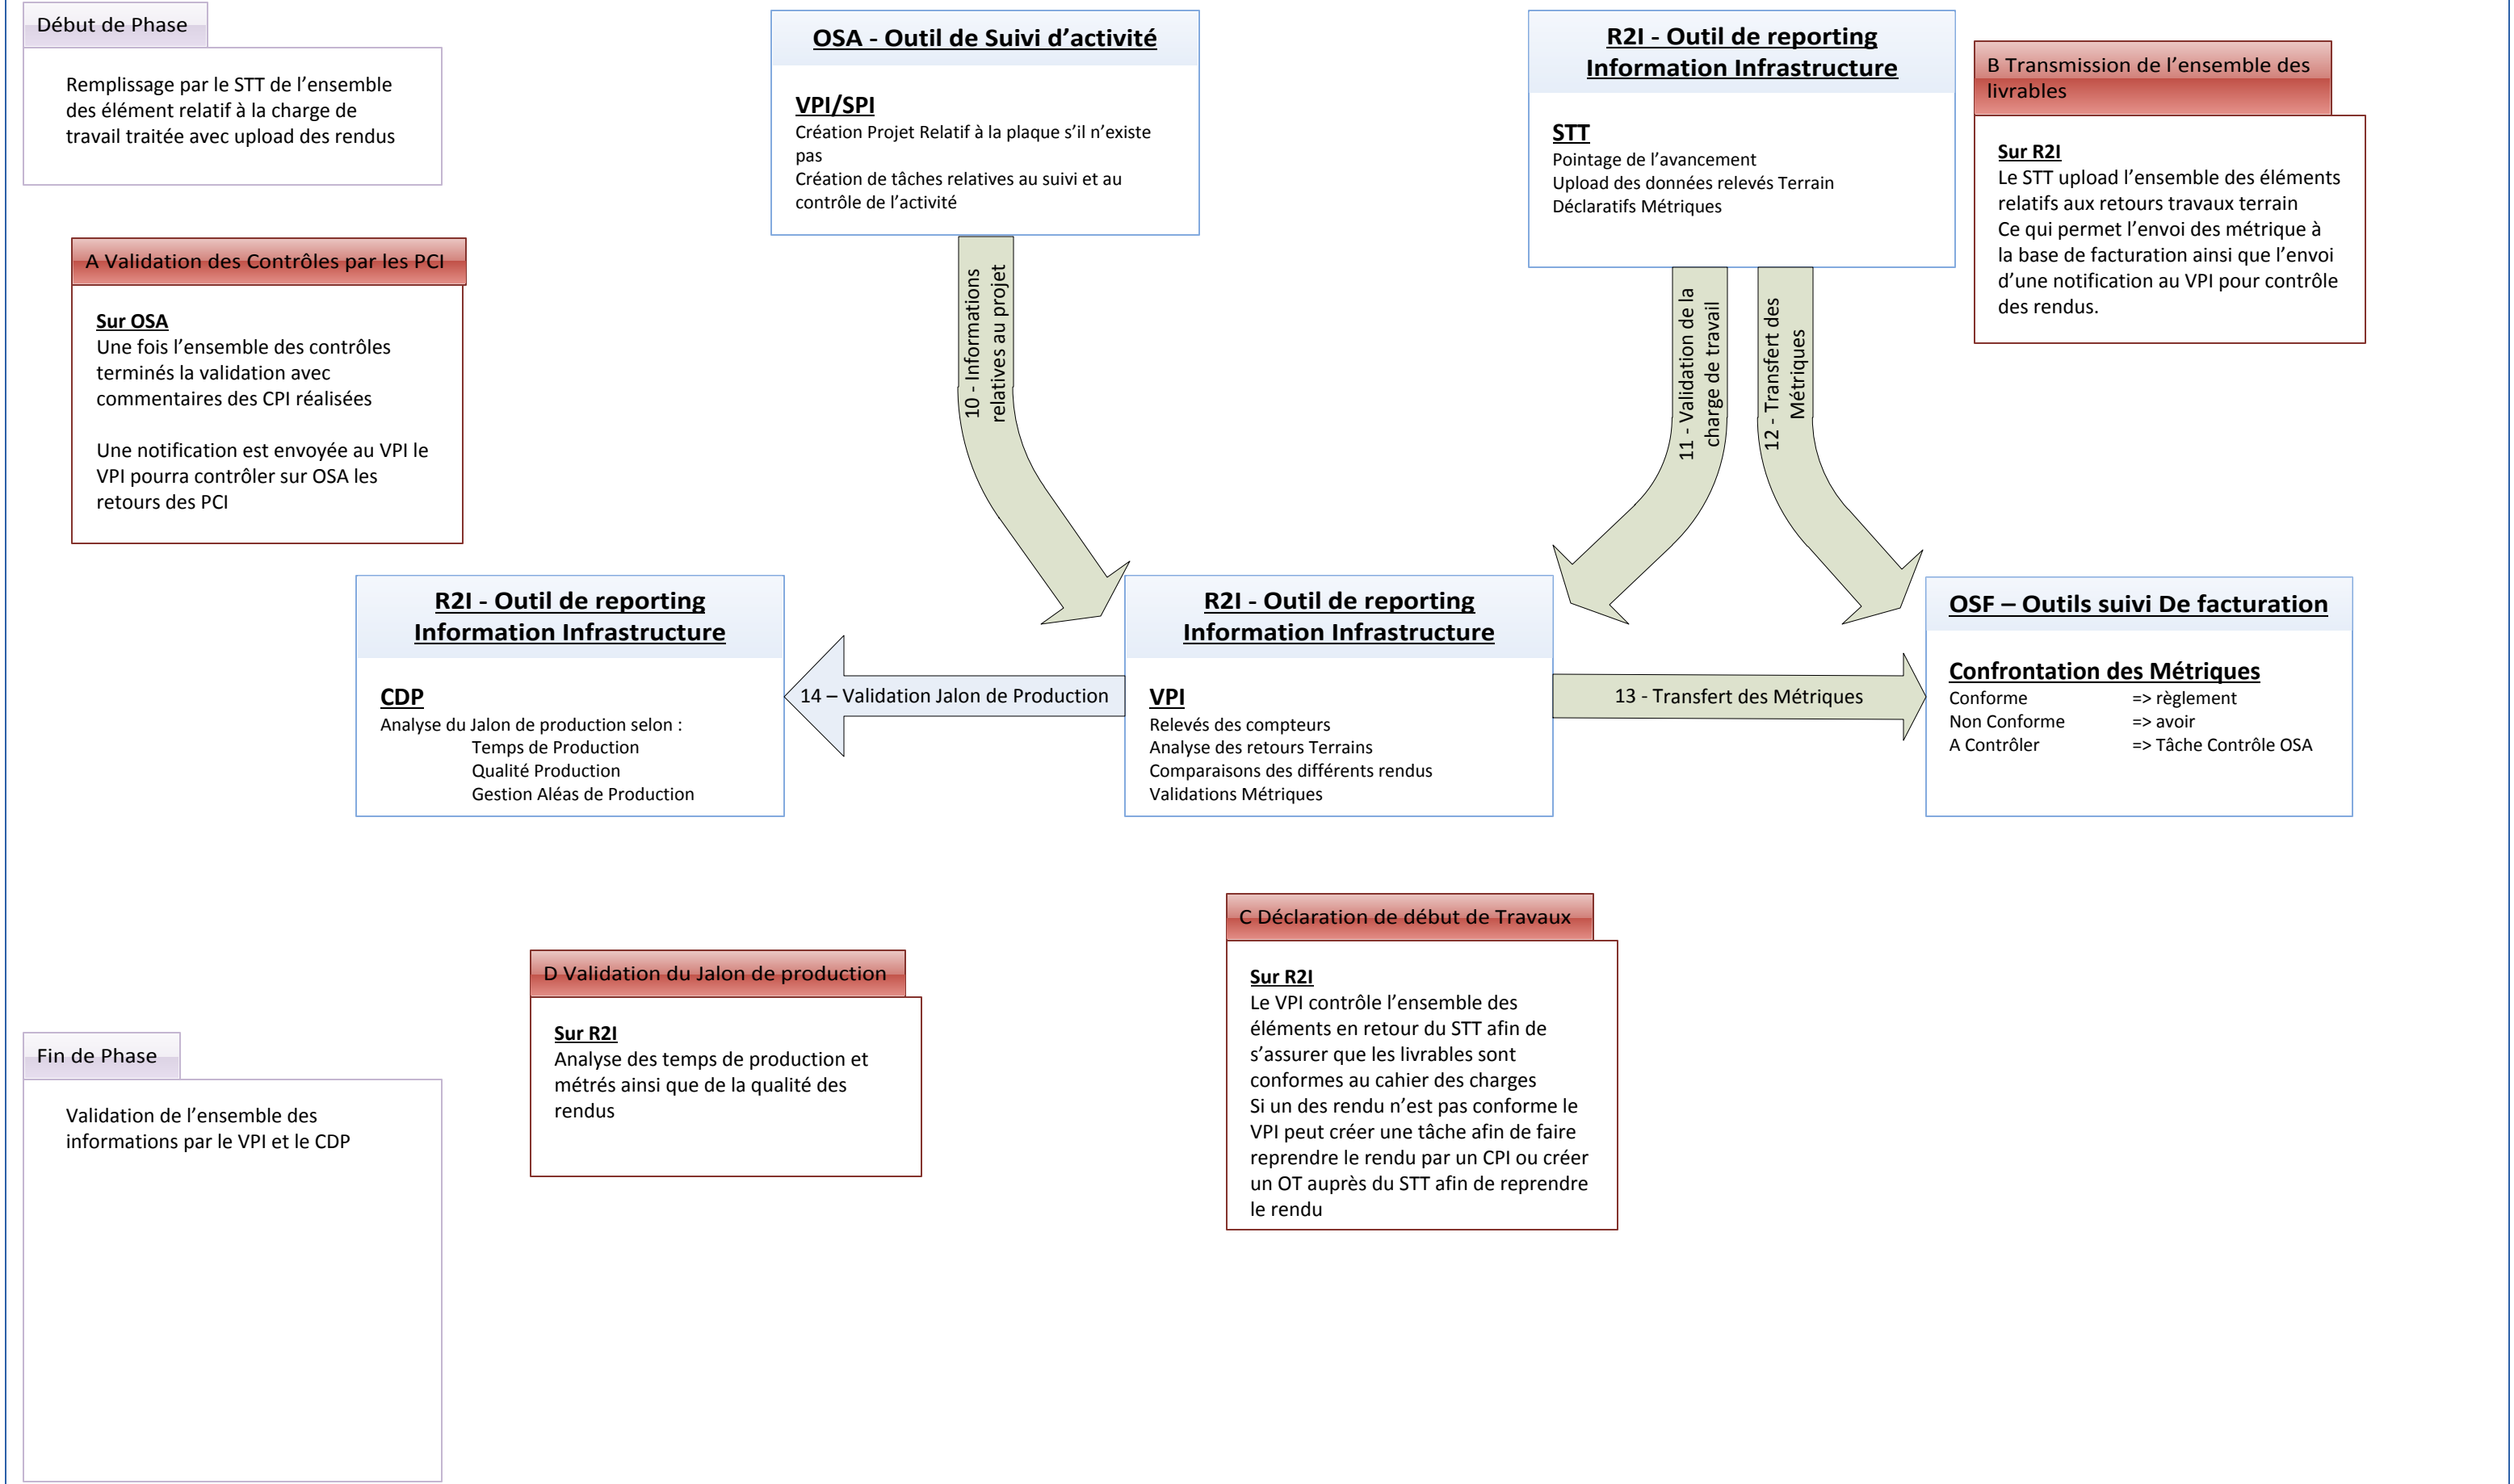 Début de Phase
Remplissage par le STT de l’ensemble
des élément relatif à la charge de
travail traitée avec upload des rendus
OSA - Outil de Suivi d’activité
VPI/SPI
Création Projet Relatif à la plaque s’il n’existe
pas
Création de tâches relatives au suivi et au
contrôle de l’activité
R2I - Outil de reporting
Information Infrastructure
STT
Pointage de l’avancement
Upload des données relevés Terrain
Déclaratifs Métriques
B Transmission de l’ensemble des
livrables
Sur R2I
Le STT upload l’ensemble des éléments
relatifs aux retours travaux terrain
Ce qui permet l’envoi des métrique à
la base de facturation ainsi que l’envoi
d’une notification au VPI pour contrôle
des rendus.
A Validation des Contrôles par les PCI
Sur OSA
Une fois l’ensemble des contrôles
terminés la validation avec
commentaires des CPI réalisées
Une notification est envoyée au VPI le
VPI pourra contrôler sur OSA les
retours des PCI
10 - Informations
relatives au projet
11 - Validation de la
charge de travail
12 - Transfert des
Métriques
R2I - Outil de reporting
Information Infrastructure
CDP
Analyse du Jalon de production selon :
Temps de Production
Qualité Production
Gestion Aléas de Production
14 – Validation Jalon de Production
R2I - Outil de reporting
Information Infrastructure
VPI
Relevés des compteurs
Analyse des retours Terrains
Comparaisons des différents rendus
Validations Métriques
13 - Transfert des Métriques
OSF – Outils suivi De facturation
Confrontation des Métriques
Conforme => règlement
Non Conforme => avoir
A Contrôler => Tâche Contrôle OSA
C Déclaration de début de Travaux
Sur R2I
Le VPI contrôle l’ensemble des
éléments en retour du STT afin de
s’assurer que les livrables sont
conformes au cahier des charges
Si un des rendu n’est pas conforme le
VPI peut créer une tâche afin de faire
reprendre le rendu par un CPI ou créer
un OT auprès du STT afin de reprendre
le rendu
D Validation du Jalon de production
Sur R2I
Analyse des temps de production et
métrés ainsi que de la qualité des
rendus
Fin de Phase
Validation de l’ensemble des
informations par le VPI et le CDP